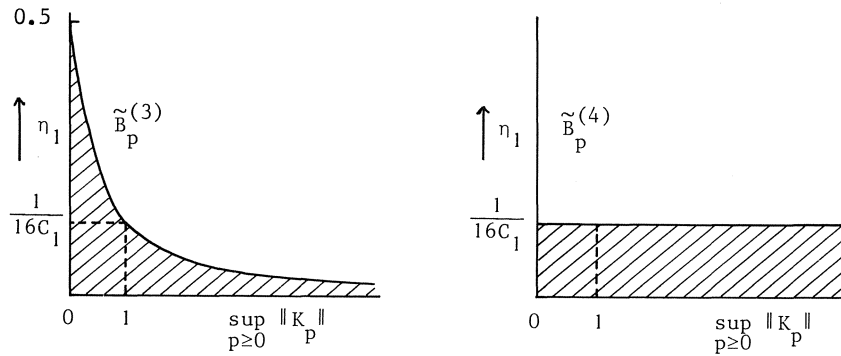 0.5
η₁
B̃ₚ⁽³⁾
1/16C₁
0 1 sup p≥0 ‖Kₚ‖
η₁
B̃ₚ⁽⁴⁾
1/16C₁
0 1 sup p≥0 ‖Kₚ‖